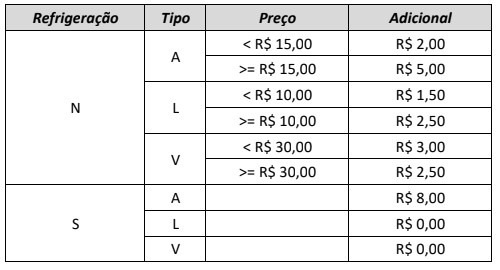 Refrigeração Tipo Preço Adicional
N A < R$ 15,00 R$ 2,00
>= R$ 15,00 R$ 5,00
L < R$ 10,00 R$ 1,50
>= R$ 10,00 R$ 2,50
V < R$ 30,00 R$ 3,00
>= R$ 30,00 R$ 2,50
S A R$ 8,00
L R$ 0,00
V R$ 0,00